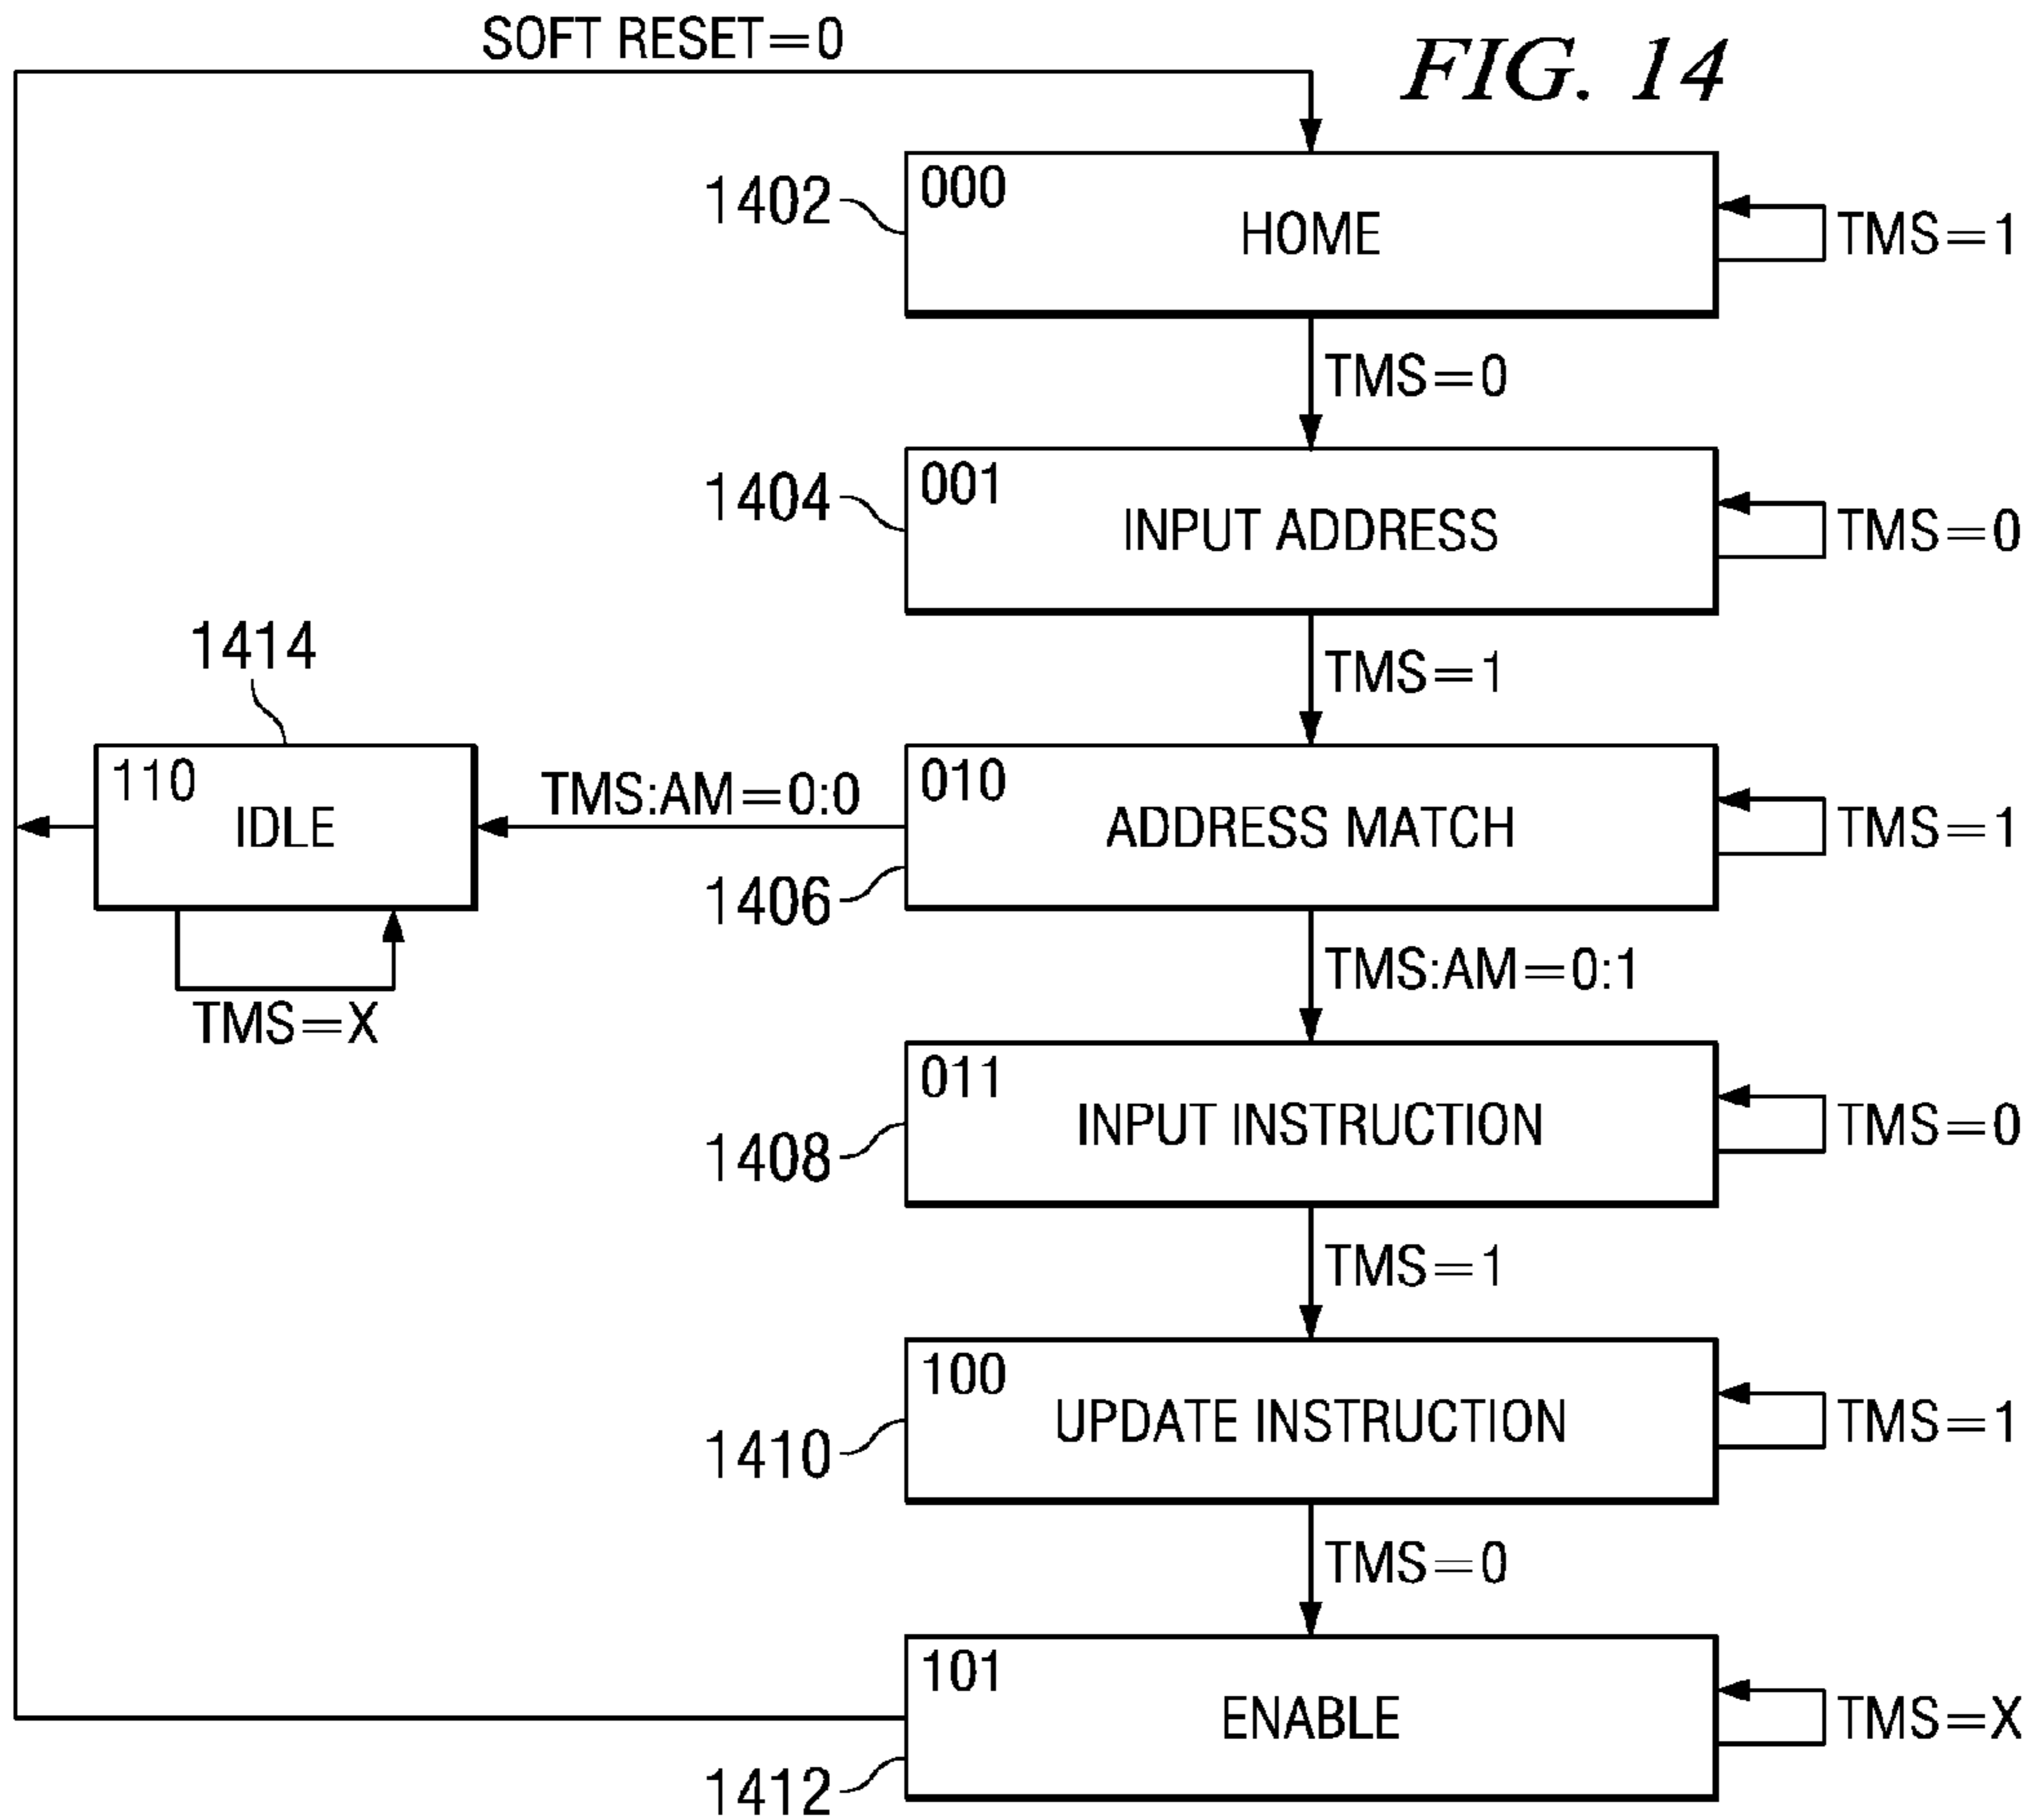 SOFT RESET=0
FIG. 14
1402
000
HOME
TMS=1
TMS=0
1404
001
INPUT ADDRESS
TMS=0
TMS=1
1414
110
IDLE
TMS=X
TMS:AM=0:0
010
ADDRESS MATCH
TMS=1
1406
TMS:AM=0:1
011
INPUT INSTRUCTION
TMS=0
1408
TMS=1
100
UPDATE INSTRUCTION
TMS=1
1410
TMS=0
101
ENABLE
TMS=X
1412